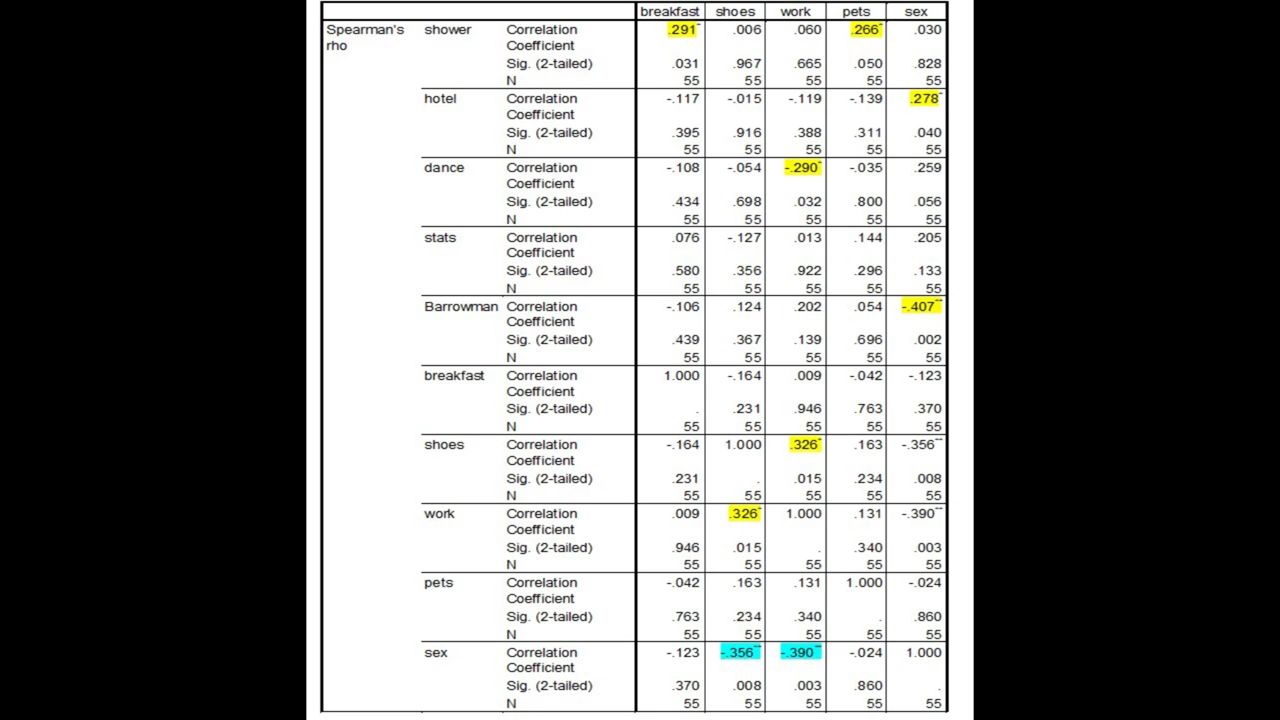 breakfast shoes work pets sex
Spearman's rho shower Correlation Coefficient .291* .006 .060 .266* .030
Sig. (2-tailed) .031 .967 .665 .050 .828
N 55 55 55 55 55
hotel Correlation Coefficient -.117 -.015 -.119 -.139 .278*
Sig. (2-tailed) .395 .916 .388 .311 .040
N 55 55 55 55 55
dance Correlation Coefficient -.108 -.054 -.290* -.035 .259
Sig. (2-tailed) .434 .698 .032 .800 .056
N 55 55 55 55 55
stats Correlation Coefficient .076 -.127 .013 .144 .205
Sig. (2-tailed) .580 .356 .922 .296 .133
N 55 55 55 55 55
Barrowman Correlation Coefficient -.106 .124 .202 .054 -.407**
Sig. (2-tailed) .439 .367 .139 .696 .002
N 55 55 55 55 55
breakfast Correlation Coefficient 1.000 -.164 .009 -.042 -.123
Sig. (2-tailed) . .231 .946 .763 .370
N 55 55 55 55 55
shoes Correlation Coefficient -.164 1.000 .326* .163 -.356**
Sig. (2-tailed) .231 . .015 .234 .008
N 55 55 55 55 55
work Correlation Coefficient .009 .326* 1.000 .131 -.390**
Sig. (2-tailed) .946 .015 . .340 .003
N 55 55 55 55 55
pets Correlation Coefficient -.042 .163 .131 1.000 -.024
Sig. (2-tailed) .763 .234 .340 . .860
N 55 55 55 55 55
sex Correlation Coefficient -.123 -.356** -.390** -.024 1.000
Sig. (2-tailed) .370 .008 .003 .860 .
N 55 55 55 55 55